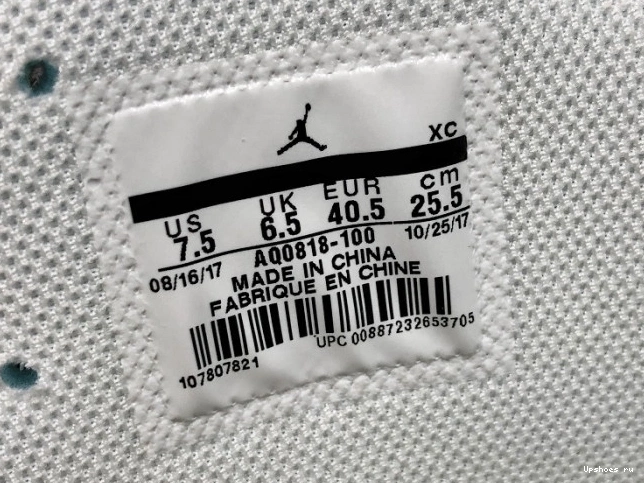 XC
US UK EUR cm
7.5 6.5 40.5 25.5
08/16/17 AQ0818-100 10/25/17
MADE IN CHINA
FABRIQUE EN CHINE
107807821 UPC 00887232653705
Upshoes.ru